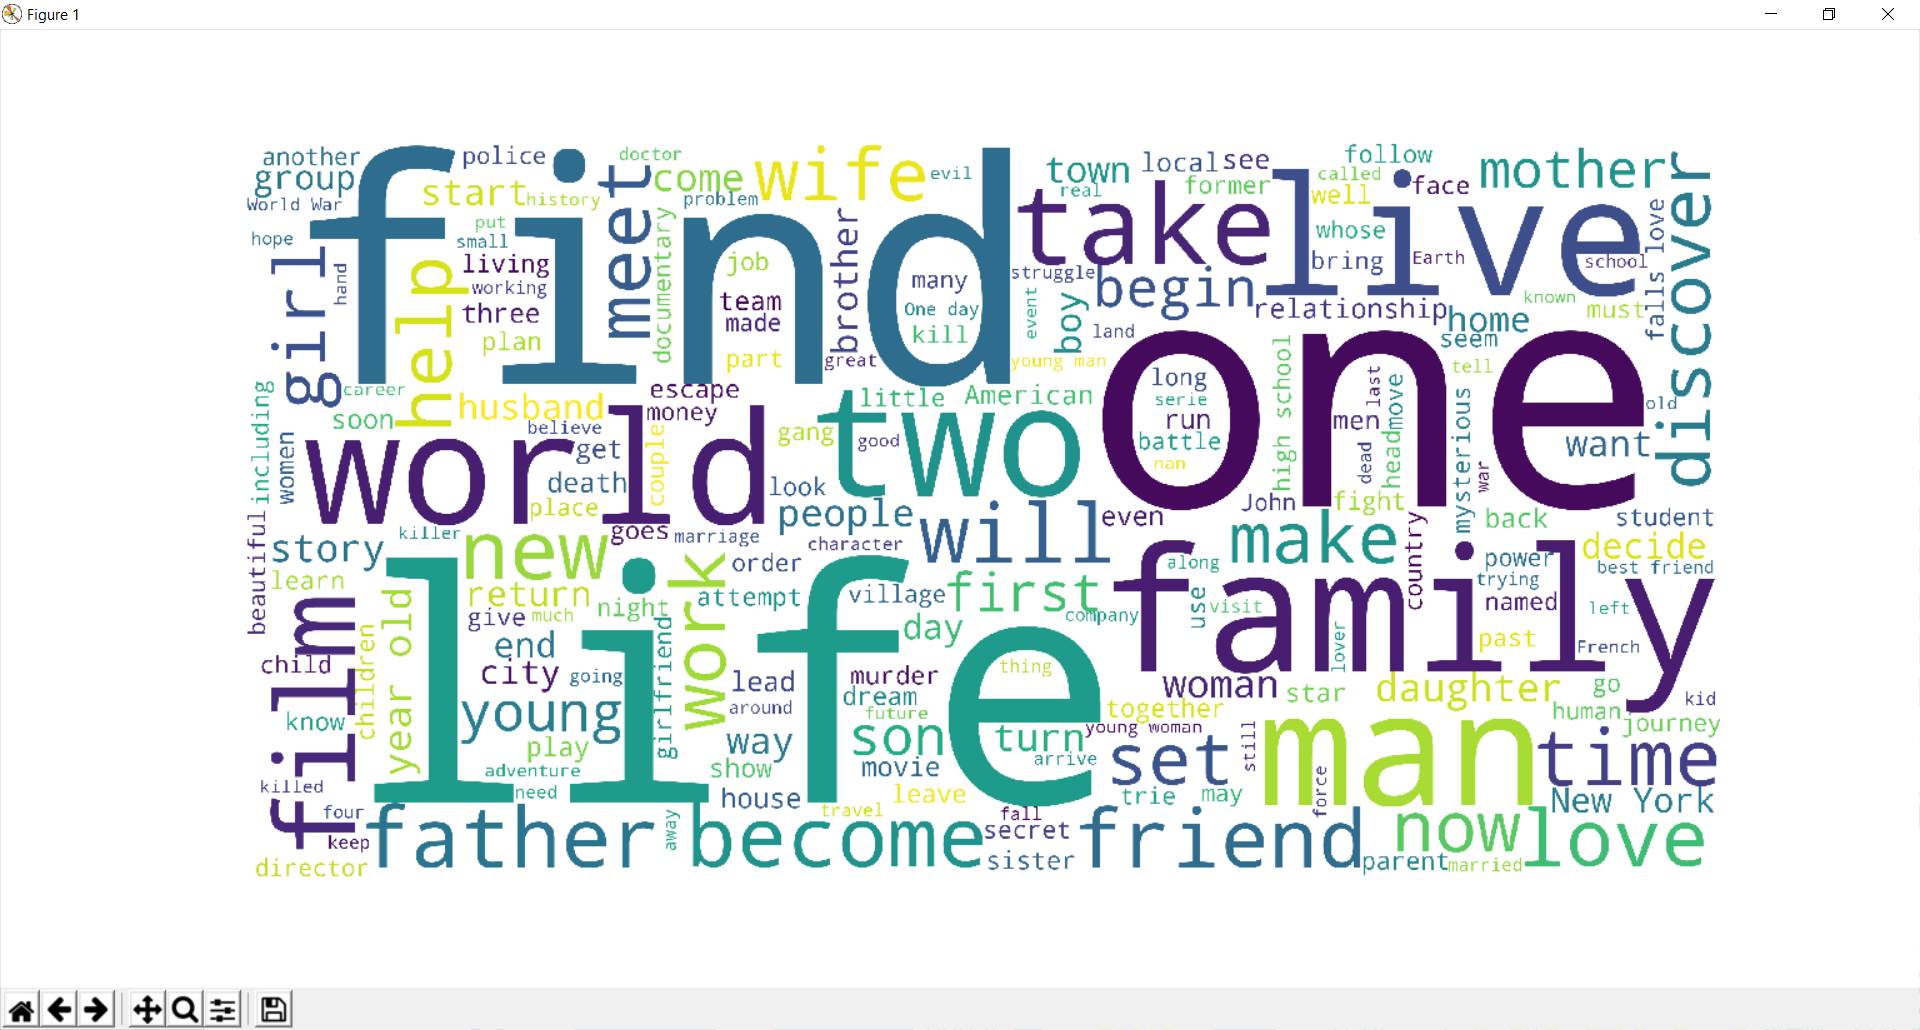 Figure 1
another
group
World War
find
police
doctor
come
wife
evil
town
local
see
follow
mother
start
history
problem
real
former
called
well
face
take
live
discover
hope
girl
hand
help
put
small
living
working
three
plan
meet
documentary
job
team
made
part
brother
many
One day
kill
great
struggle
event
boy
begin
land
young man
whose
bring
Earth
school
relationship
known
must
falls love
home
seem
tell
career
soon
husband
believe
get
death
place
couple
escape
money
world
gang
good
little
American
two
long
serie
run
battle
nan
one
high school
men
last
dead
move
head
mysterious
war
old
want
including
women
beautiful
story
killer
new
goes
marriage
look
people
character
will
even
John
fight
make
country
back
student
decide
power
trying
best friend
named
left
learn
film
return
give
much
night
work
order
attempt
village
first
day
company
family
along
use
visit
lover
past
French
child
children
year old
life
end
city
going
girlfriend
young
lead
around
murder
dream
future
thing
woman
star
daughter
go
kid
human
journey
know
play
adventure
need
way
show
son
movie
turn
arrive
together
young woman
set
still
man
time
killed
four
keep
director
father
house
away
become
travel
leave
fall
secret
sister
trie
may
force
friend
parent
now
married
New York
love